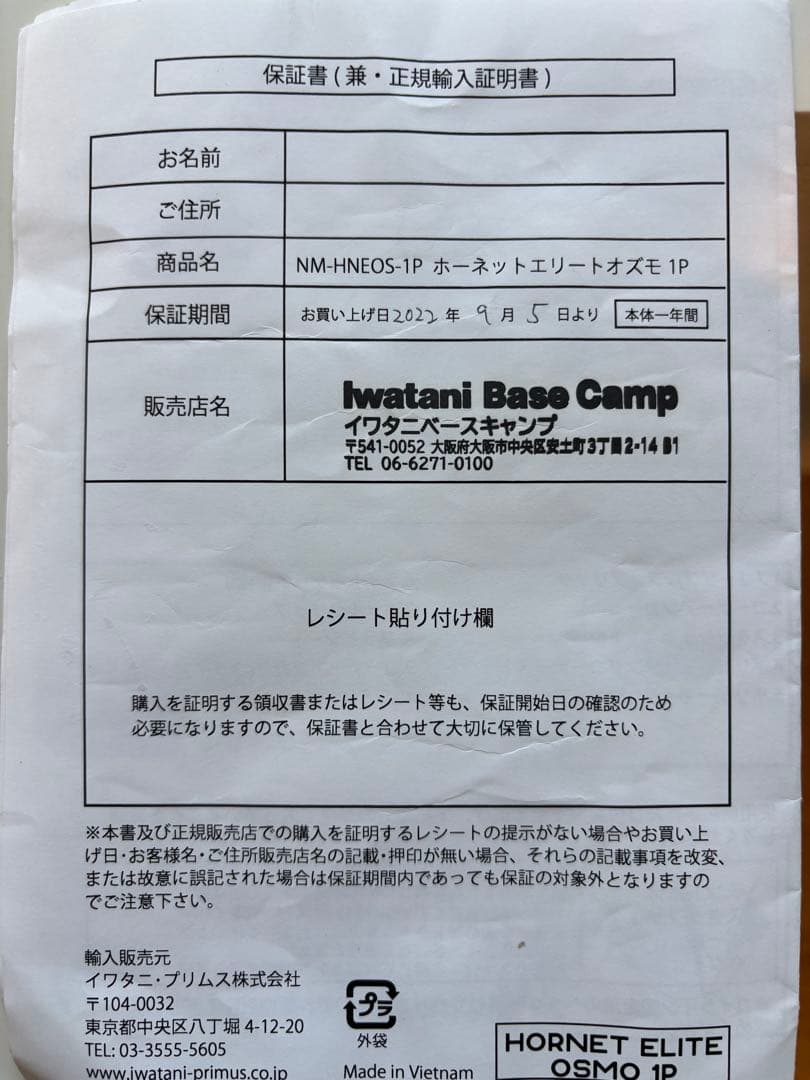 保証書(兼・正規輸入証明書)
お名前
ご住所
商品名 NM-HNEOS-1P ホーネットエリートオズモ 1P
保証期間 お買い上げ日2022年 9月 5日より 本体一年間
販売店名
Iwatani Base Camp
イワタニベースキャンプ
〒541-0052 大阪府大阪市中央区安土町3丁目2-14 B1
TEL 06-6271-0100
レシート貼り付け欄
購入を証明する領収書またはレシート等も、保証開始日の確認のため
必要になりますので、保証書と合わせて大切に保管してください。
※本書及び正規販売店での購入を証明するレシートの提示がない場合やお買い上
げ日・お客様名・ご住所販売店名の記載・押印が無い場合、それらの記載事項を改変、
または故意に誤記された場合は保証期間内であっても保証の対象外となりますの
でご注意下さい。
輸入販売元
イワタニ・プリムス株式会社
〒104-0032
東京都中央区八丁堀 4-12-20
TEL: 03-3555-5605
www.iwatani-primus.co.jp
プラ
外袋
Made in Vietnam
HORNET ELITE
OSMO 1P